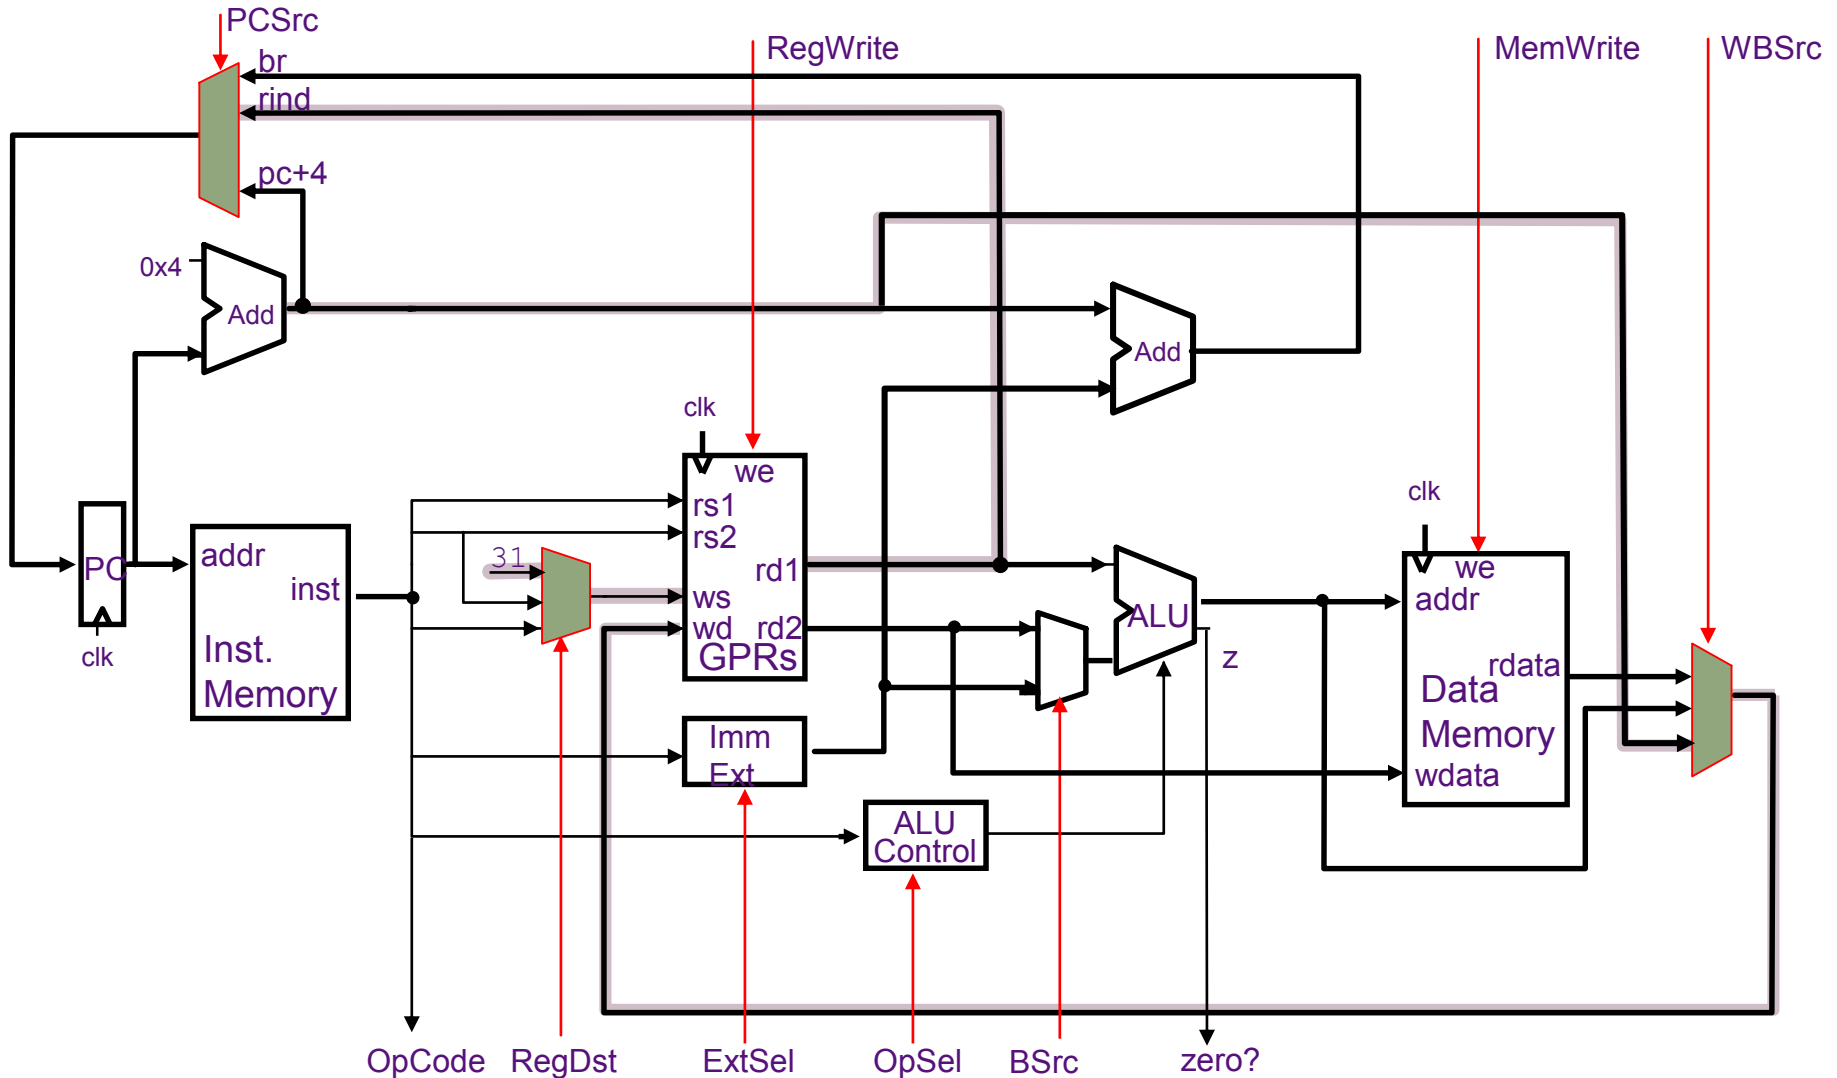 PCSrc
RegWrite
MemWrite
WBSrc
br
rind
pc+4
0x4
Add
Add
clk
we
rs1
rs2
31
rd1
ws
wd
rd2
GPRs
PC
clk
addr
inst
Inst.
Memory
ALU
z
clk
we
addr
rdata
Data
Memory
wdata
Imm
Ext
ALU
Control
OpCode
RegDst
ExtSel
OpSel
BSrc
zero?